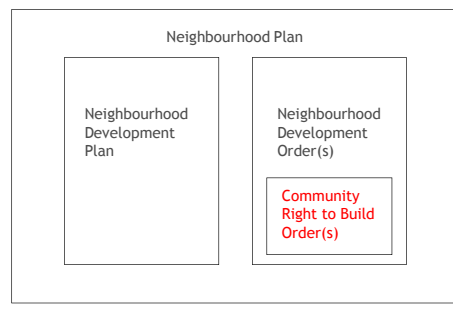 Neighbourhood Plan
Neighbourhood
Development
Plan
Neighbourhood
Development
Order(s)
Community
Right to Build
Order(s)